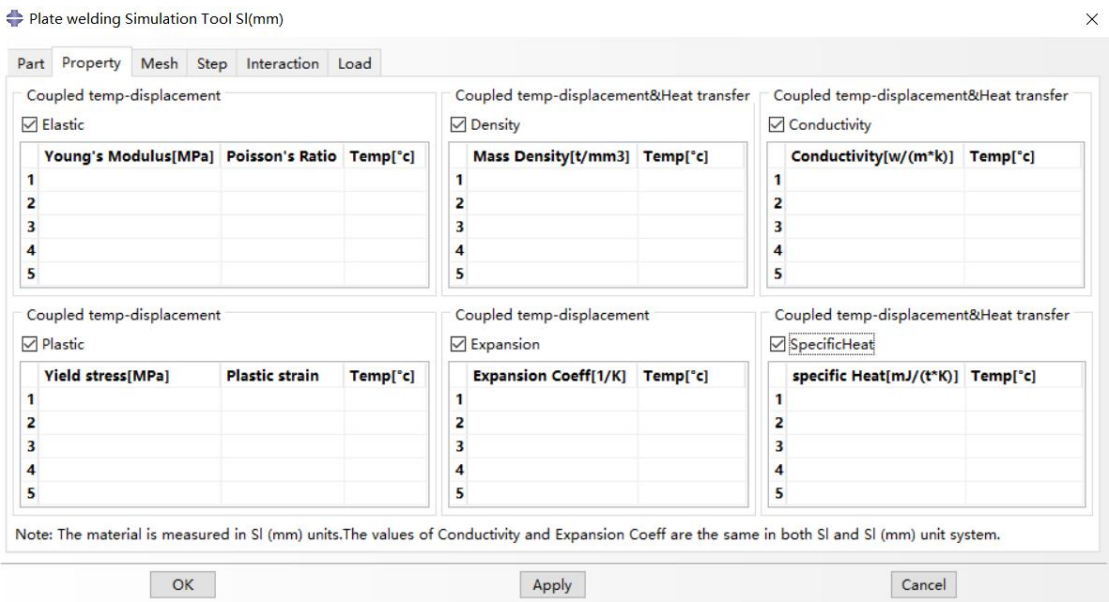 Plate welding Simulation Tool Sl(mm)
Part Property Mesh Step Interaction Load
Coupled temp-displacement
Elastic
Young's Modulus[MPa] Poisson's Ratio Temp[°c]
1
2
3
4
5
Coupled temp-displacement&Heat transfer
Density
Mass Density[t/mm3] Temp[°c]
1
2
3
4
5
Coupled temp-displacement&Heat transfer
Conductivity
Conductivity[w/(m*k)] Temp[°c]
1
2
3
4
5
Coupled temp-displacement
Plastic
Yield stress[MPa] Plastic strain Temp[°c]
1
2
3
4
5
Coupled temp-displacement
Expansion
Expansion Coeff[1/K] Temp[°c]
1
2
3
4
5
Coupled temp-displacement&Heat transfer
SpecificHeat
specific Heat[mJ/(t*K)] Temp[°c]
1
2
3
4
5
Note: The material is measured in Sl (mm) units.The values of Conductivity and Expansion Coeff are the same in both Sl and Sl (mm) unit system.
OK Apply Cancel